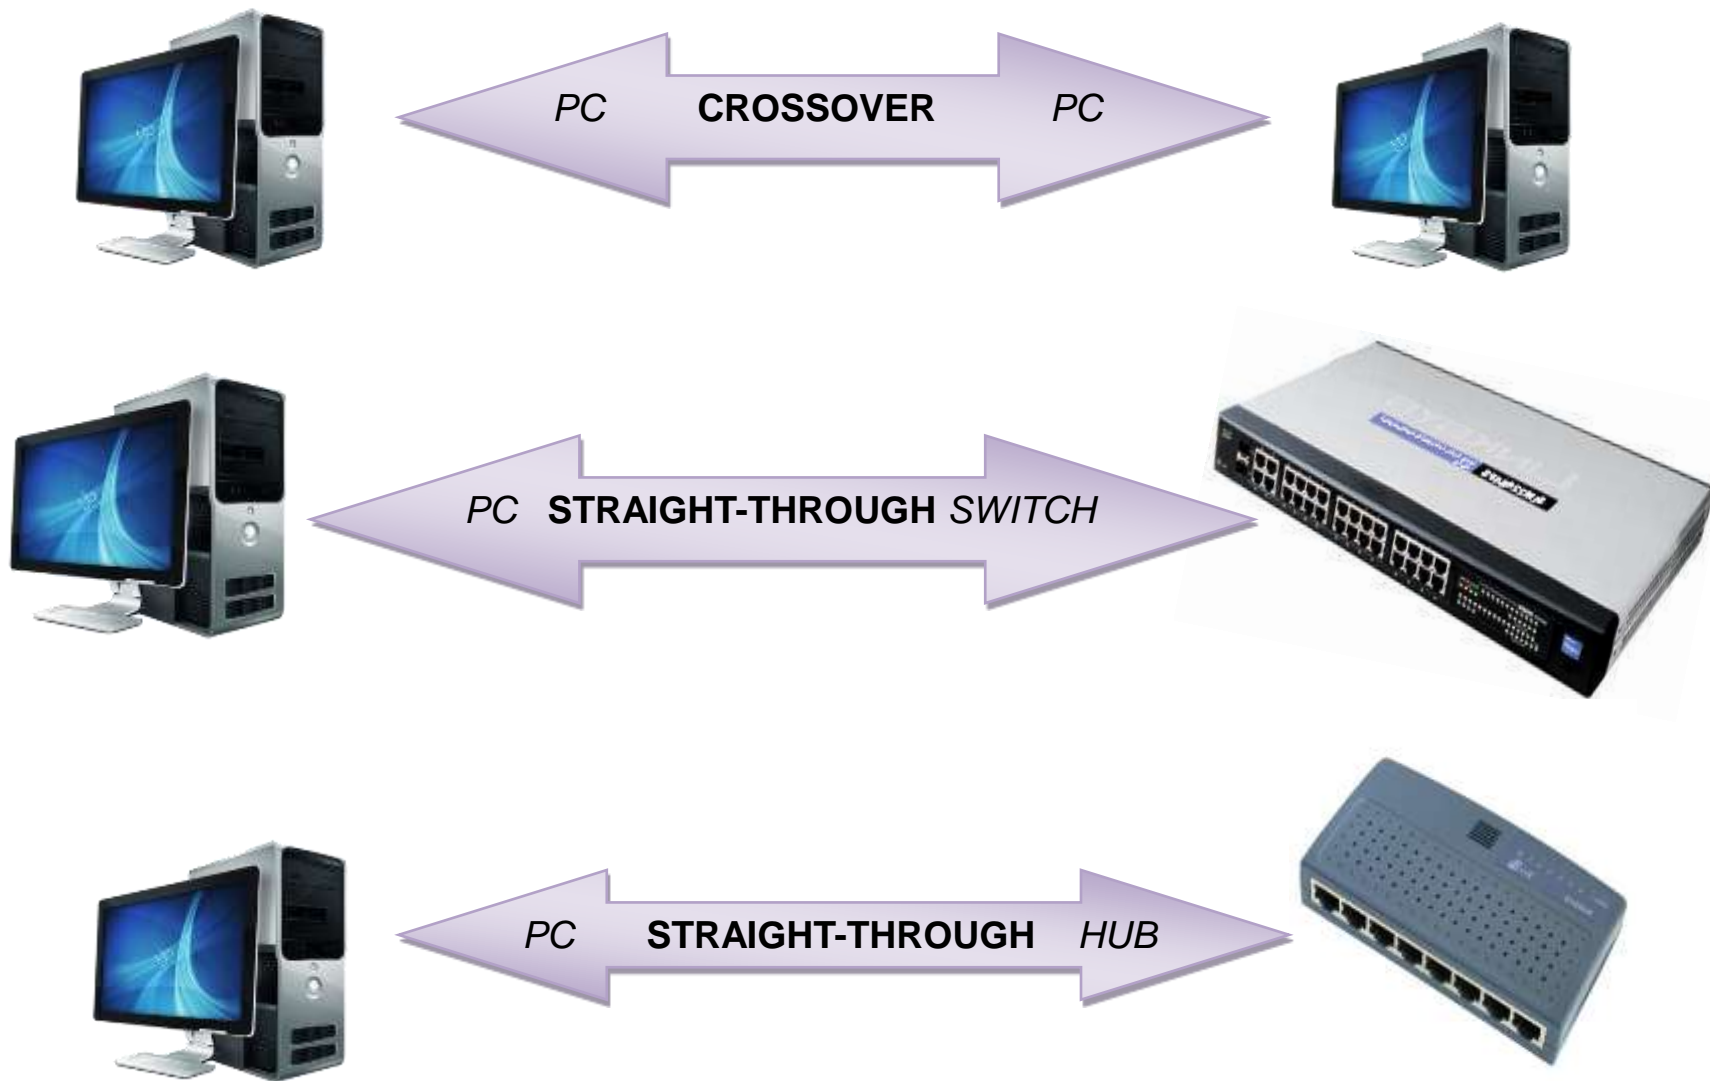 PC CROSSOVER PC
PC STRAIGHT-THROUGH SWITCH
PC STRAIGHT-THROUGH HUB